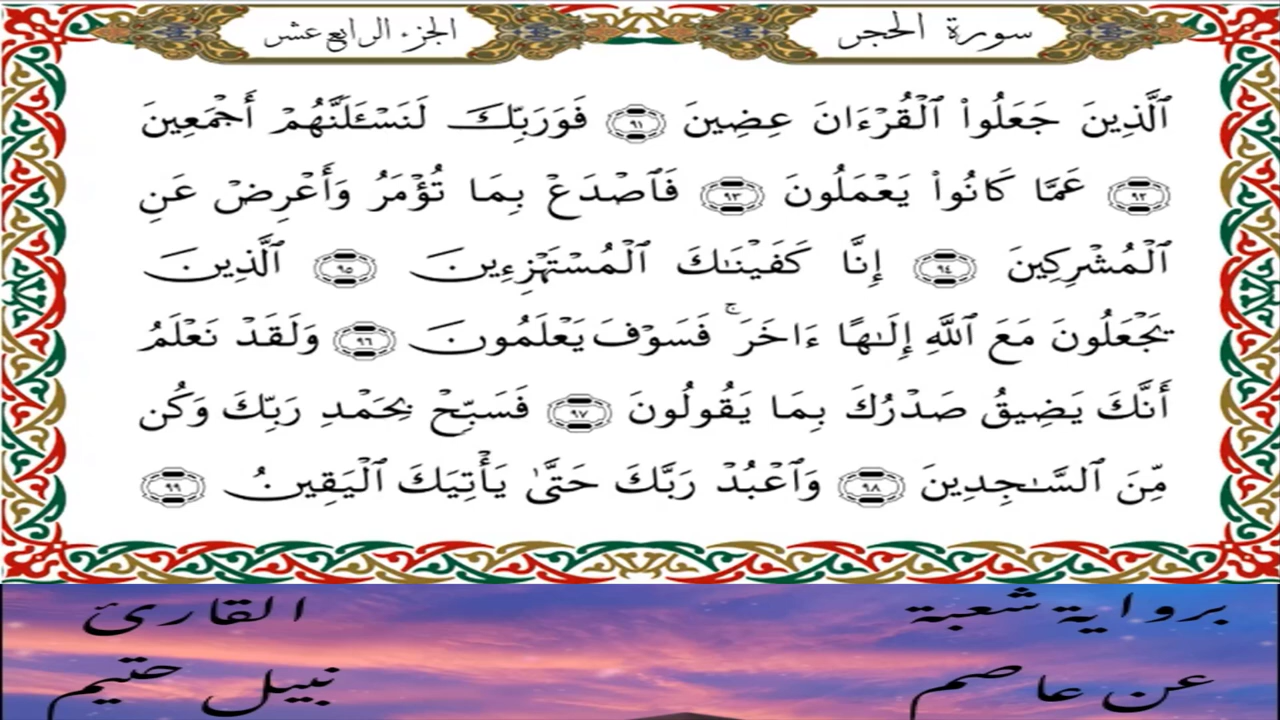 سورة الحجر
الجزء الرابع عشر
ٱلَّذِينَ جَعَلُوا۟ ٱلْقُرْءَانَ عِضِينَ ٩١ فَوَرَبِّكَ لَنَسْـَٔلَنَّهُمْ أَجْمَعِينَ
٩٢ عَمَّا كَانُوا۟ يَعْمَلُونَ ٩٣ فَٱصْدَعْ بِمَا تُؤْمَرُ وَأَعْرِضْ عَنِ
ٱلْمُشْرِكِينَ ٩٤ إِنَّا كَفَيْنَـٰكَ ٱلْمُسْتَهْزِءِينَ ٩٥ ٱلَّذِينَ
يَجْعَلُونَ مَعَ ٱللَّهِ إِلَـٰهًا ءَاخَرَ ۚ فَسَوْفَ يَعْلَمُونَ ٩٦ وَلَقَدْ نَعْلَمُ
أَنَّكَ يَضِيقُ صَدْرُكَ بِمَا يَقُولُونَ ٩٧ فَسَبِّحْ بِحَمْدِ رَبِّكَ وَكُن
مِّنَ ٱلسَّـٰجِدِينَ ٩٨ وَٱعْبُدْ رَبَّكَ حَتَّىٰ يَأْتِيَكَ ٱلْيَقِينُ ٩٩
برواية شعبة
عن عاصم
القارئ
نبيل حتيم